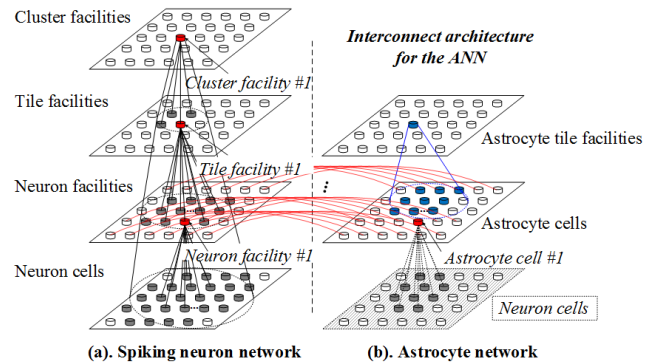 Cluster facilities
Interconnect architecture
for the ANN
Cluster facility #1
Tile facilities
Astrocyte tile facilities
Tile facility #1
Neuron facilities
Astrocyte cells
Neuron facility #1
Astrocyte cell #1
Neuron cells
Neuron cells
(a). Spiking neuron network
(b). Astrocyte network